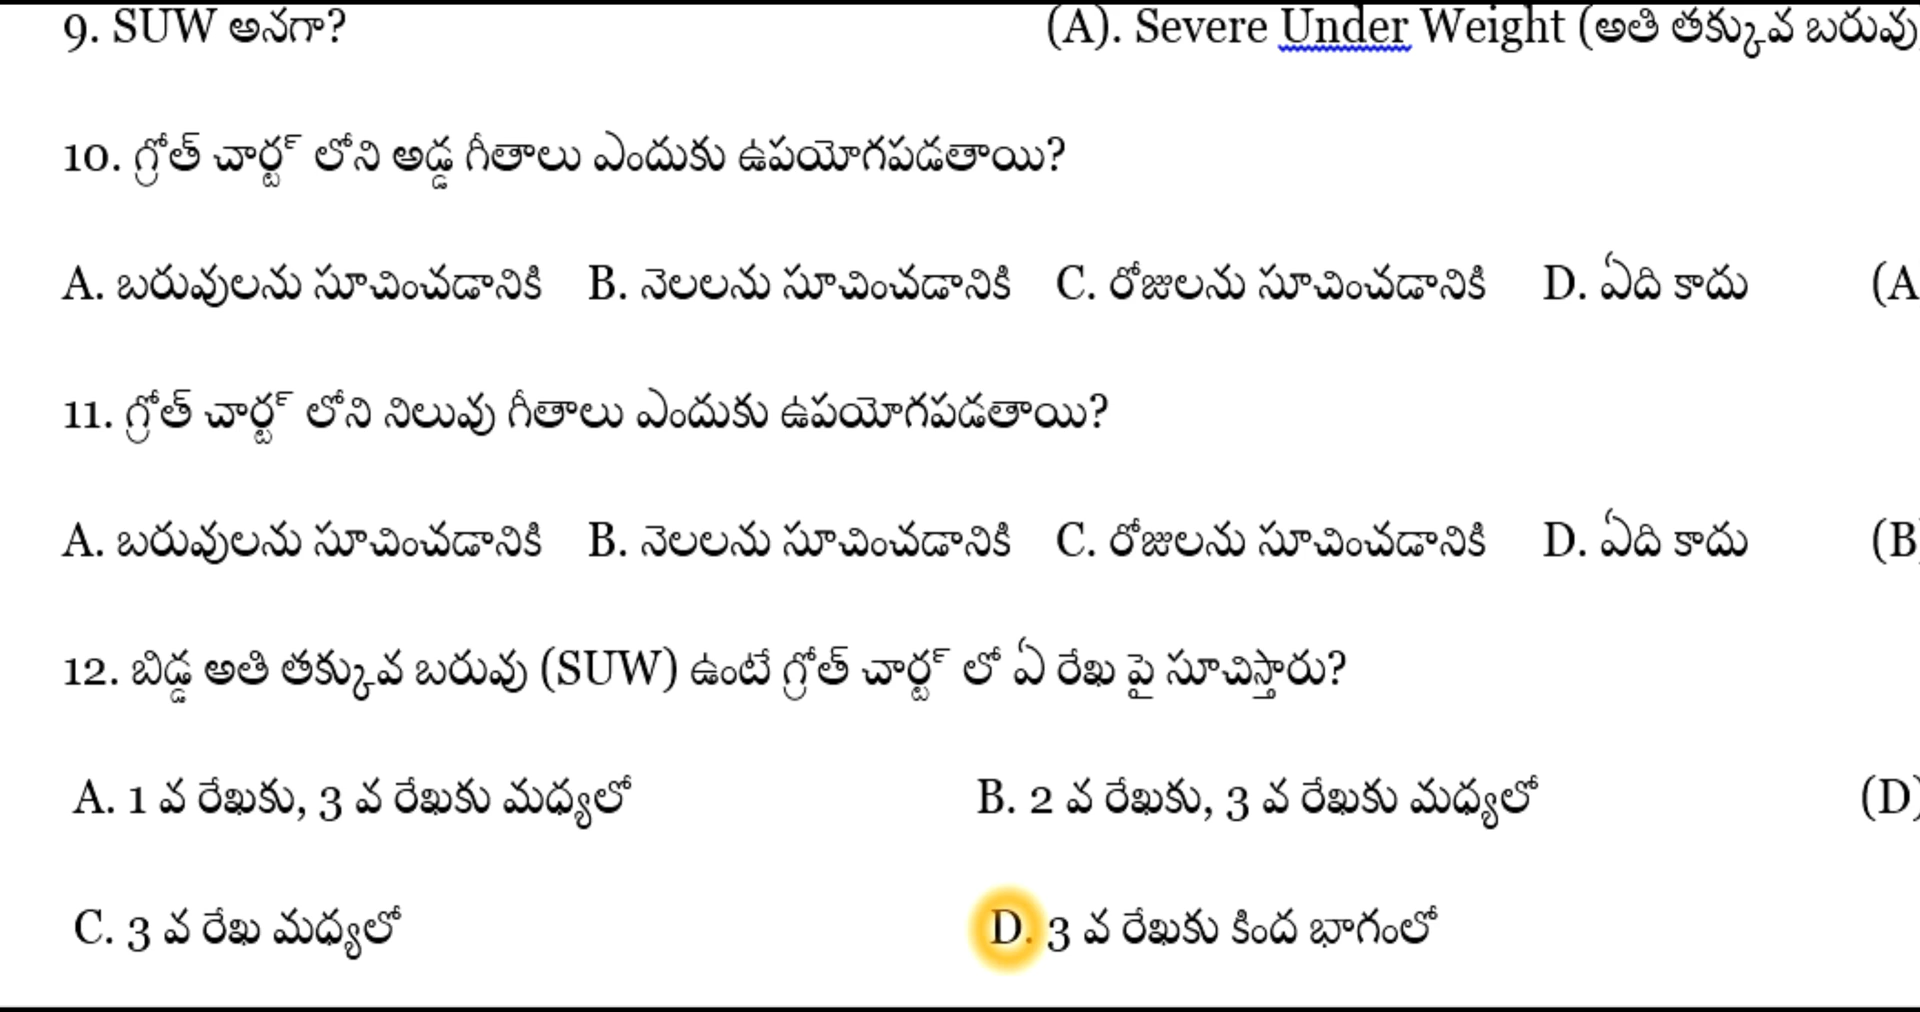 9. SUW అనగా? (A). Severe Under Weight (అతి తక్కువ బరువు
10. గ్రోత్ చార్ట్ లోని అడ్డ గీతాలు ఎందుకు ఉపయోగపడతాయి?
A. బరువులను సూచించడానికి B. నెలలను సూచించడానికి C. రోజులను సూచించడానికి D. ఏది కాదు (A
11. గ్రోత్ చార్ట్ లోని నిలువు గీతాలు ఎందుకు ఉపయోగపడతాయి?
A. బరువులను సూచించడానికి B. నెలలను సూచించడానికి C. రోజులను సూచించడానికి D. ఏది కాదు (B)
12. బిడ్డ అతి తక్కువ బరువు (SUW) ఉంటే గ్రోత్ చార్ట్ లో ఏ రేఖ పై సూచిస్తారు?
A. 1 వ రేఖకు, 3 వ రేఖకు మధ్యలో B. 2 వ రేఖకు, 3 వ రేఖకు మధ్యలో (D)
C. 3 వ రేఖ మధ్యలో D. 3 వ రేఖకు కింద భాగంలో